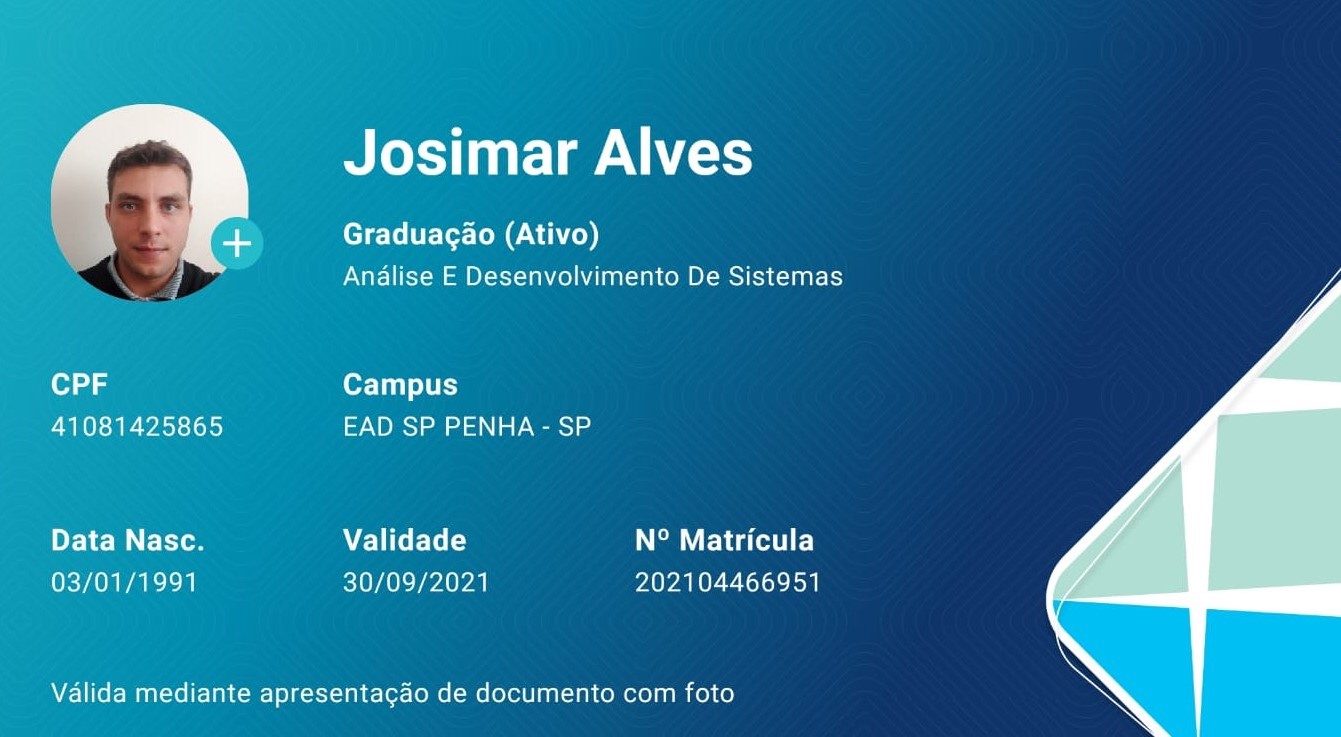 Josimar Alves
Graduação (Ativo)
Análise E Desenvolvimento De Sistemas
CPF
41081425865
Campus
EAD SP PENHA - SP
Data Nasc.
03/01/1991
Validade
30/09/2021
Nº Matrícula
202104466951
Válida mediante apresentação de documento com foto